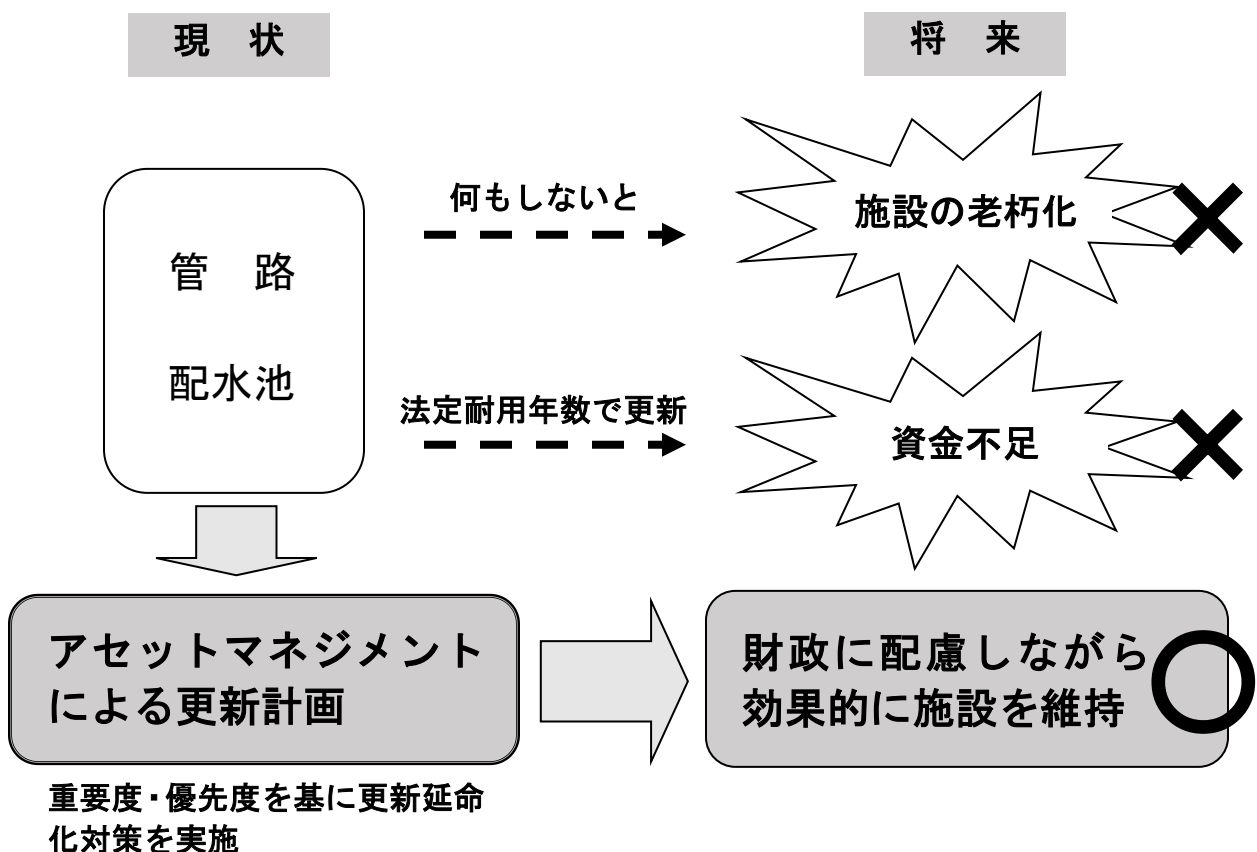 現　状
将　来
何もしないと
施設の老朽化
管　路
配水池
法定耐用年数で更新
資金不足
アセットマネジメント
による更新計画
財政に配慮しながら
効果的に施設を維持
重要度・優先度を基に更新延命
化対策を実施